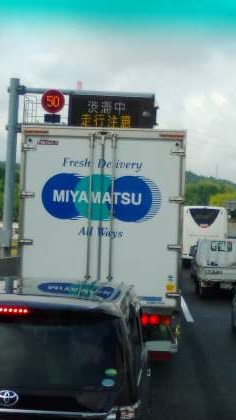 50
渋滞中
走行注意
Fresh Delivery
MIYAMATSU
All Ways